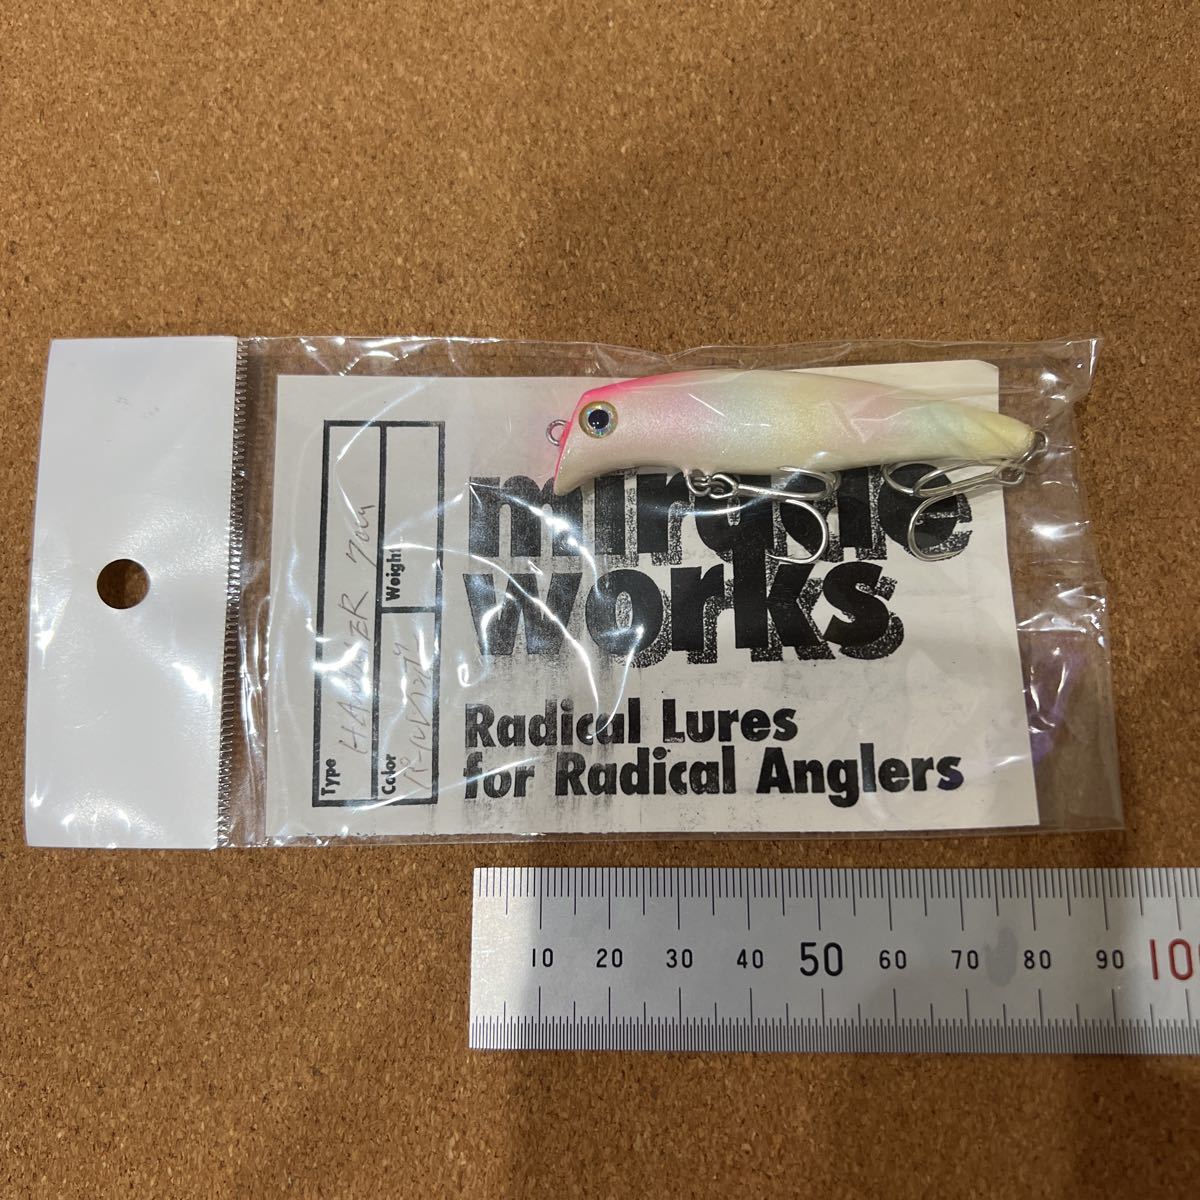 miracle
works
Radical Lures
for Radical Anglers
Type
Color
Weight
10 20 30 40 50 60 70 80 90 100